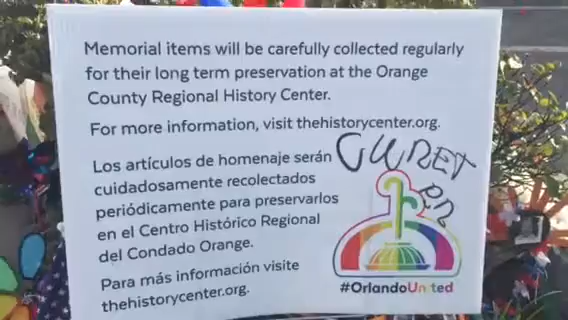 Memorial items will be carefully collected regularly
for their long term preservation at the Orange
County Regional History Center.
For more information, visit thehistorycenter.org.
Los artículos de homenaje serán
cuidadosamente recolectados
periódicamente para preservarlos
en el Centro Histórico Regional
del Condado Orange.
Para más información visite
thehistorycenter.org.
#OrlandoUnited